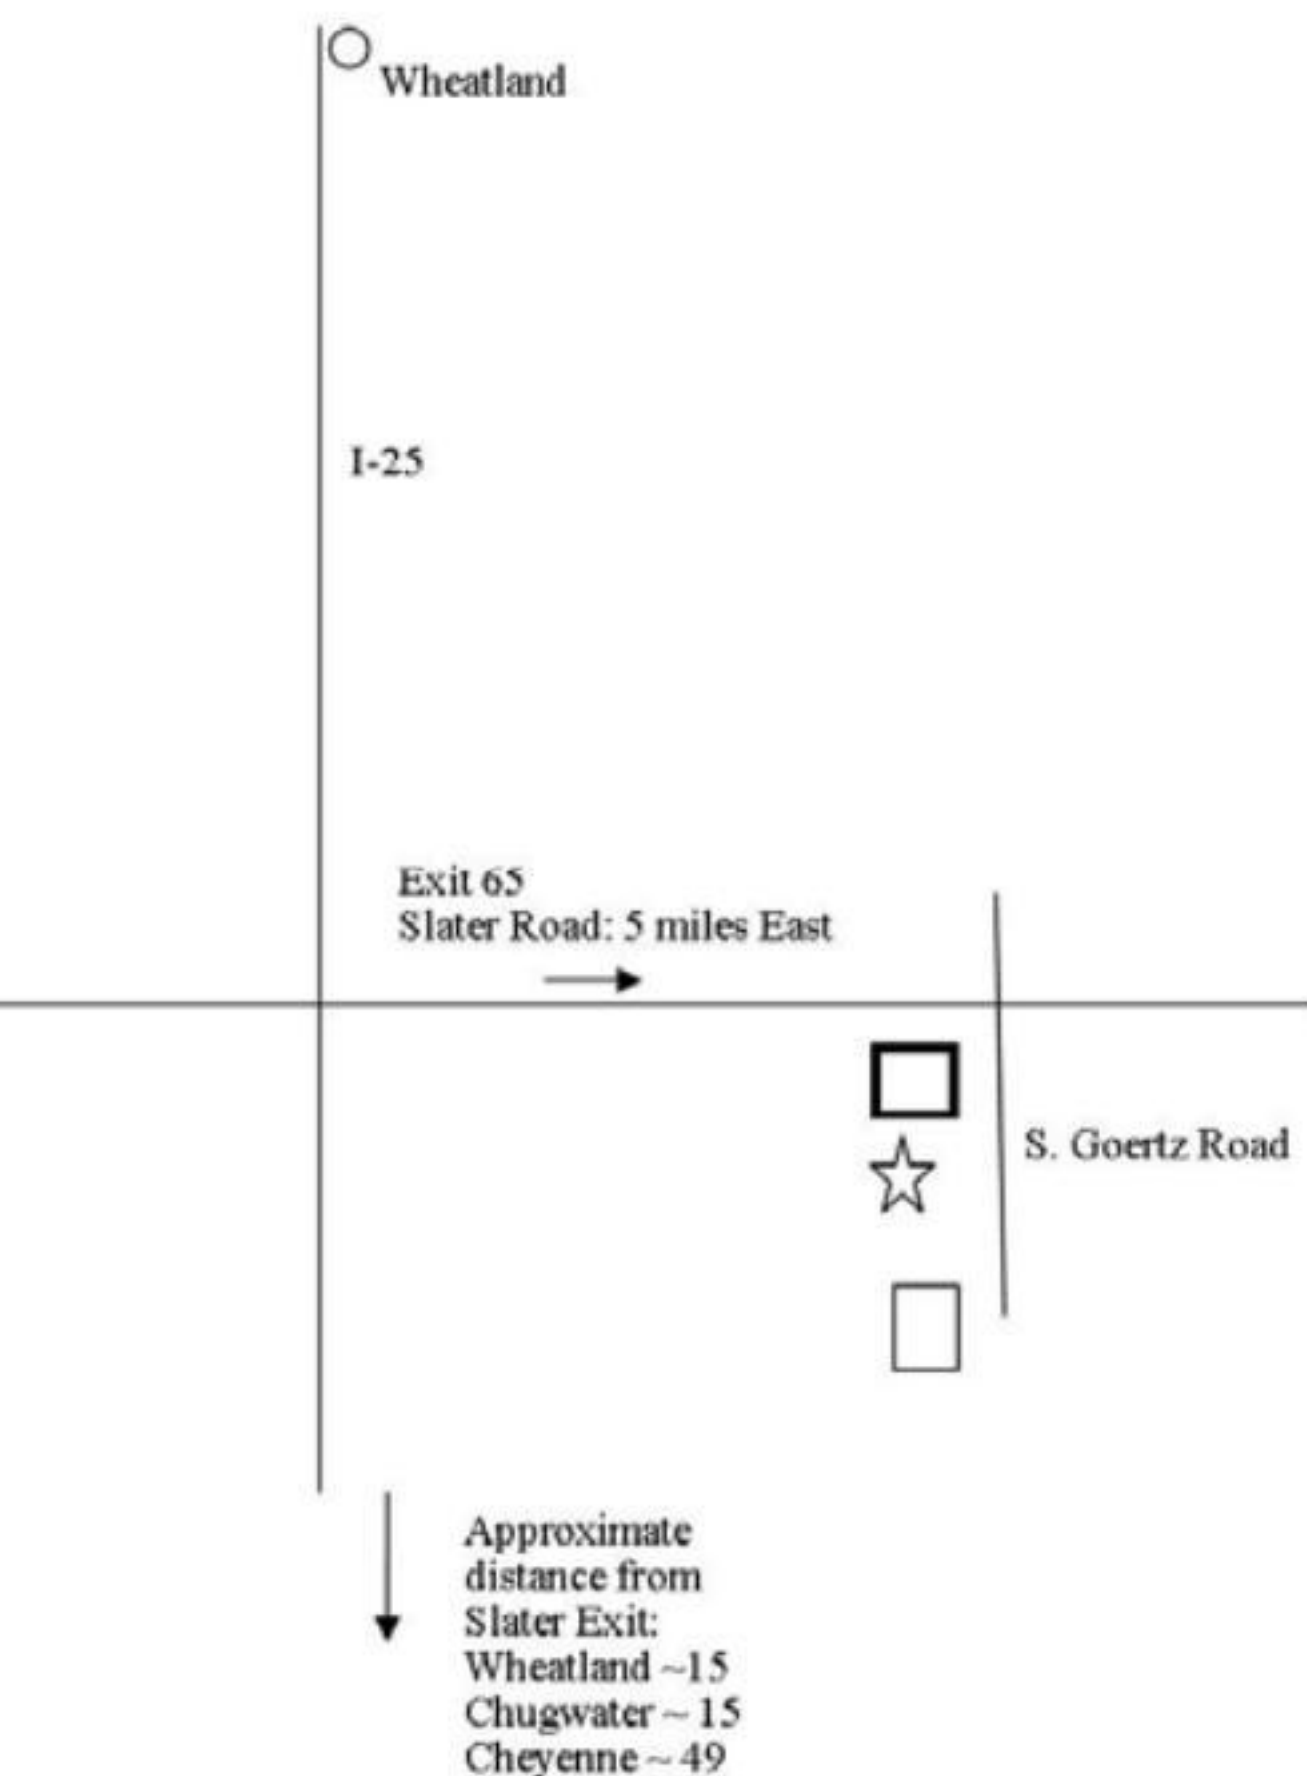 Wheatland
I-25
Exit 65
Slater Road: 5 miles East
S. Goertz Road
Approximate
distance from
Slater Exit:
Wheatland ~15
Chugwater ~ 15
Cheyenne ~ 49